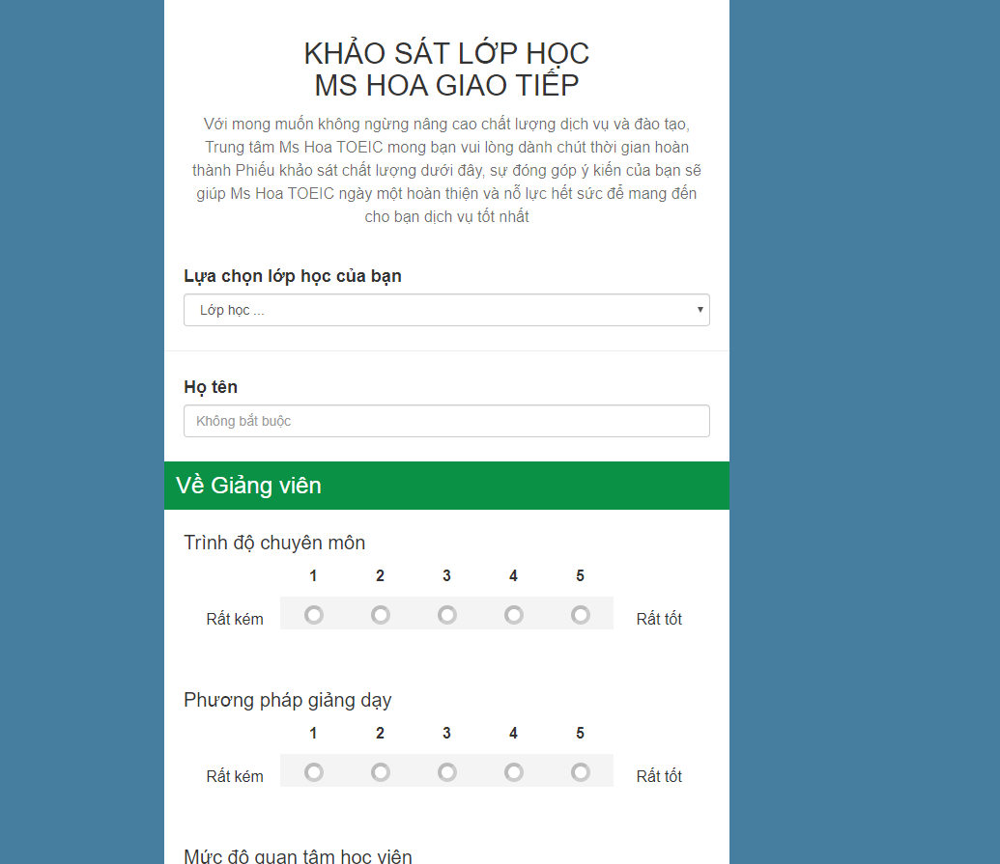 KHẢO SÁT LỚP HỌC
MS HOA GIAO TIẾP
Với mong muốn không ngừng nâng cao chất lượng dịch vụ và đào tạo,
Trung tâm Ms Hoa TOEIC mong bạn vui lòng dành chút thời gian hoàn
thành Phiếu khảo sát chất lượng dưới đây, sự đóng góp ý kiến của bạn sẽ
giúp Ms Hoa TOEIC ngày một hoàn thiện và nỗ lực hết sức để mang đến
cho bạn dịch vụ tốt nhất
Lựa chọn lớp học của bạn
Lớp học ...
Họ tên
Không bắt buộc
Về Giảng viên
Trình độ chuyên môn
1 2 3 4 5
Rất kém Rất tốt
Phương pháp giảng dạy
1 2 3 4 5
Rất kém Rất tốt
Mức độ quan tâm học viên